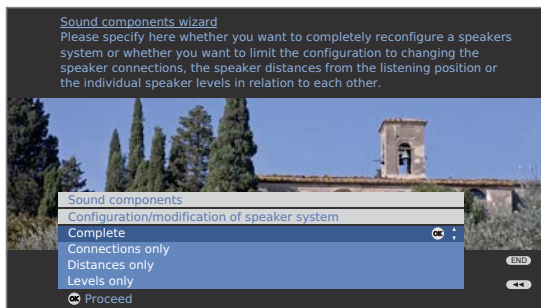 Sound components wizard
Please specify here whether you want to completely reconfigure a speakers
system or whether you want to limit the configuration to changing the
speaker connections, the speaker distances from the listening position or
the individual speaker levels in relation to each other.
Sound components
Configuration/modification of speaker system
Complete OK
Connections only
Distances only
Levels only
END
OK Proceed